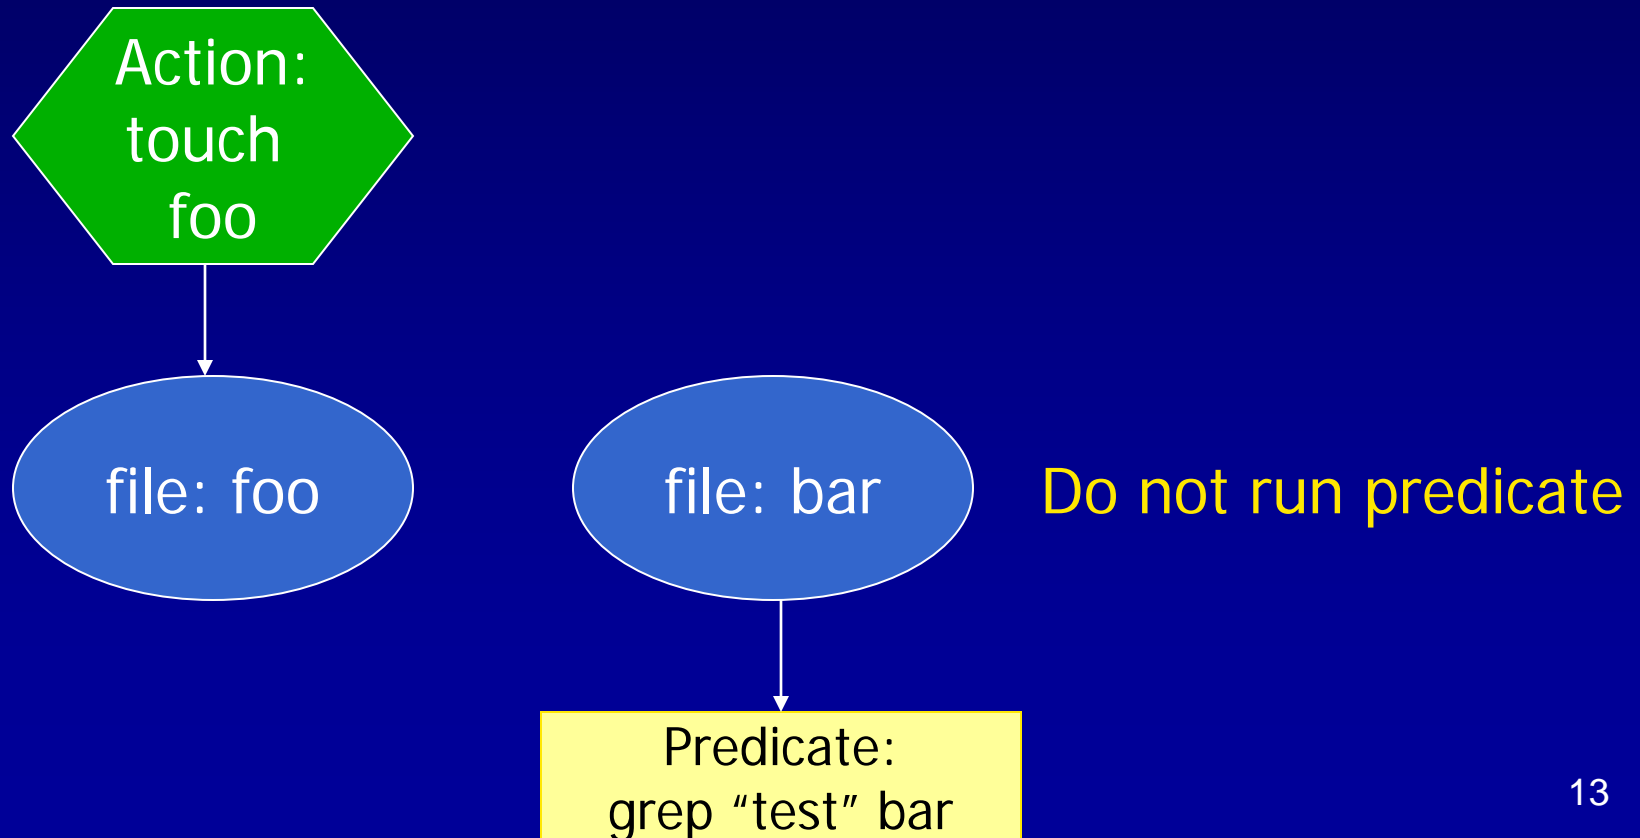 Action:
touch
foo
file: foo
file: bar
Do not run predicate
Predicate:
grep “test” bar
13